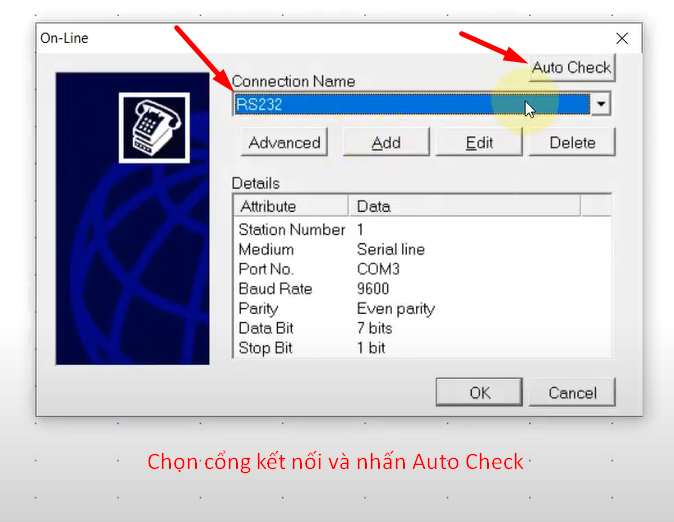 On-Line
Auto Check
Connection Name
RS232
Advanced Add Edit Delete
Details
Attribute Data
Station Number 1
Medium Serial line
Port No. COM3
Baud Rate 9600
Parity Even parity
Data Bit 7 bits
Stop Bit 1 bit
OK Cancel
Chọn cổng kết nối và nhấn Auto Check